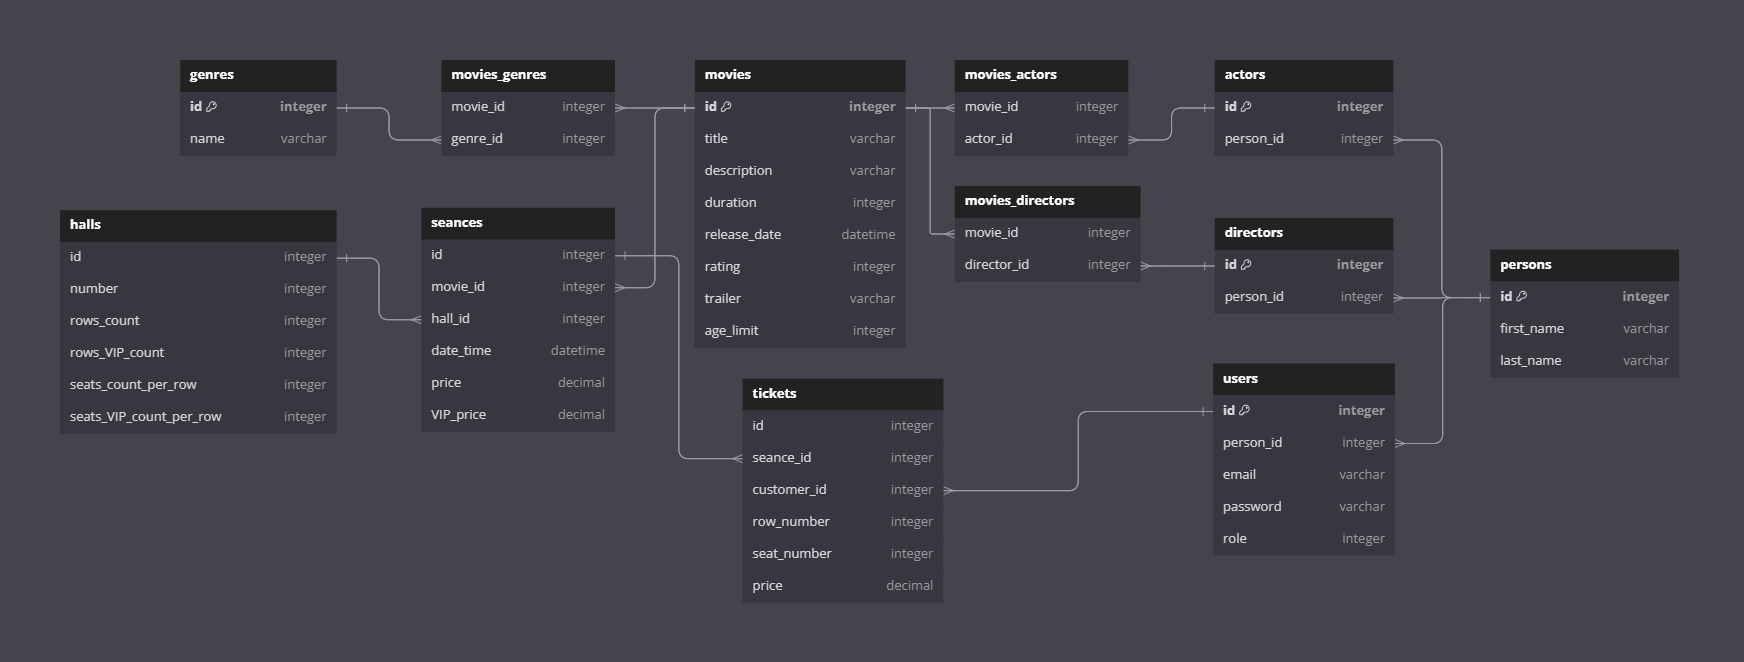 genres
id integer
name varchar
movies_genres
movie_id integer
genre_id integer
movies
id integer
title varchar
description varchar
duration integer
release_date datetime
rating integer
trailer varchar
age_limit integer
movies_actors
movie_id integer
actor_id integer
actors
id integer
person_id integer
movies_directors
movie_id integer
director_id integer
directors
id integer
person_id integer
persons
id integer
first_name varchar
last_name varchar
halls
id integer
number integer
rows_count integer
rows_VIP_count integer
seats_count_per_row integer
seats_VIP_count_per_row integer
seances
id integer
movie_id integer
hall_id integer
date_time datetime
price decimal
VIP_price decimal
tickets
id integer
seance_id integer
customer_id integer
row_number integer
seat_number integer
price decimal
users
id integer
person_id integer
email varchar
password varchar
role integer